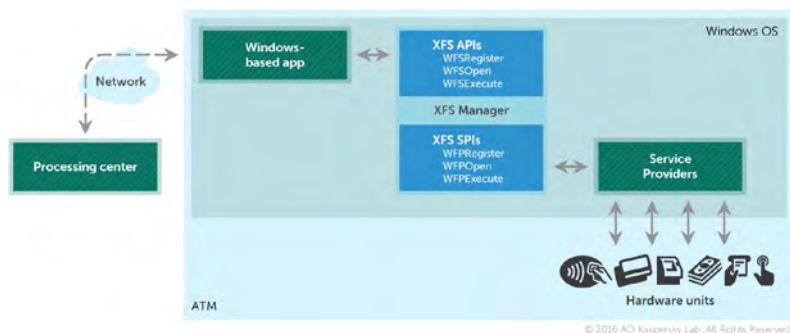 Windows OS
Windows-
based app
XFS APIs
WFSRegister
WFSOpen
WFSExecute
Network
XFS Manager
XFS SPIs
WFPRegister
WFPOpen
WFPExecute
Processing center
Service
Providers
Hardware units
ATM
© 2016 AO Kaspersky Lab. All Rights Reserved